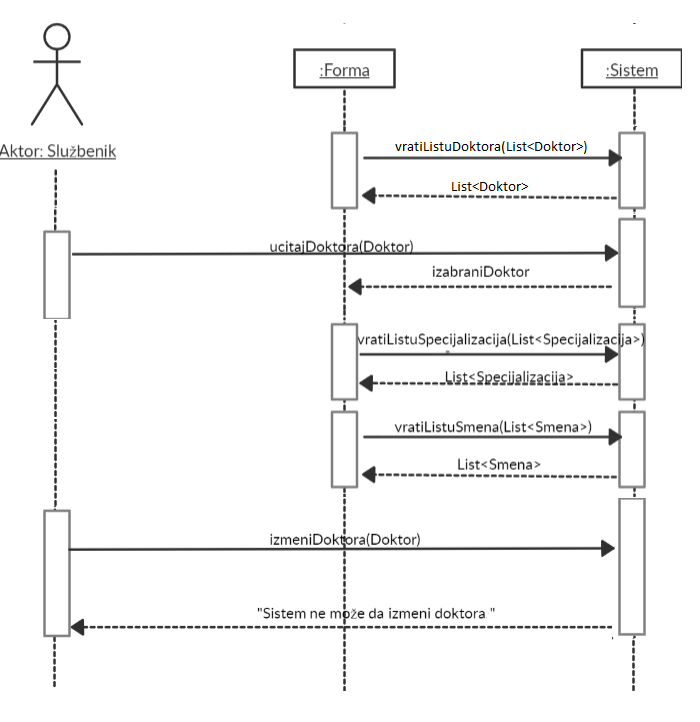 :Forma
:Sistem
Aktor: Službenik
vratiListuDoktora(List<Doktor>)
List<Doktor>
ucitajDoktora(Doktor)
izabraniDoktor
vratiListuSpecijalizacija(List<Specijalizacija>)
List<Specijalizacija>
vratiListuSmena(List<Smena>)
List<Smena>
izmeniDoktora(Doktor)
"Sistem ne može da izmeni doktora "